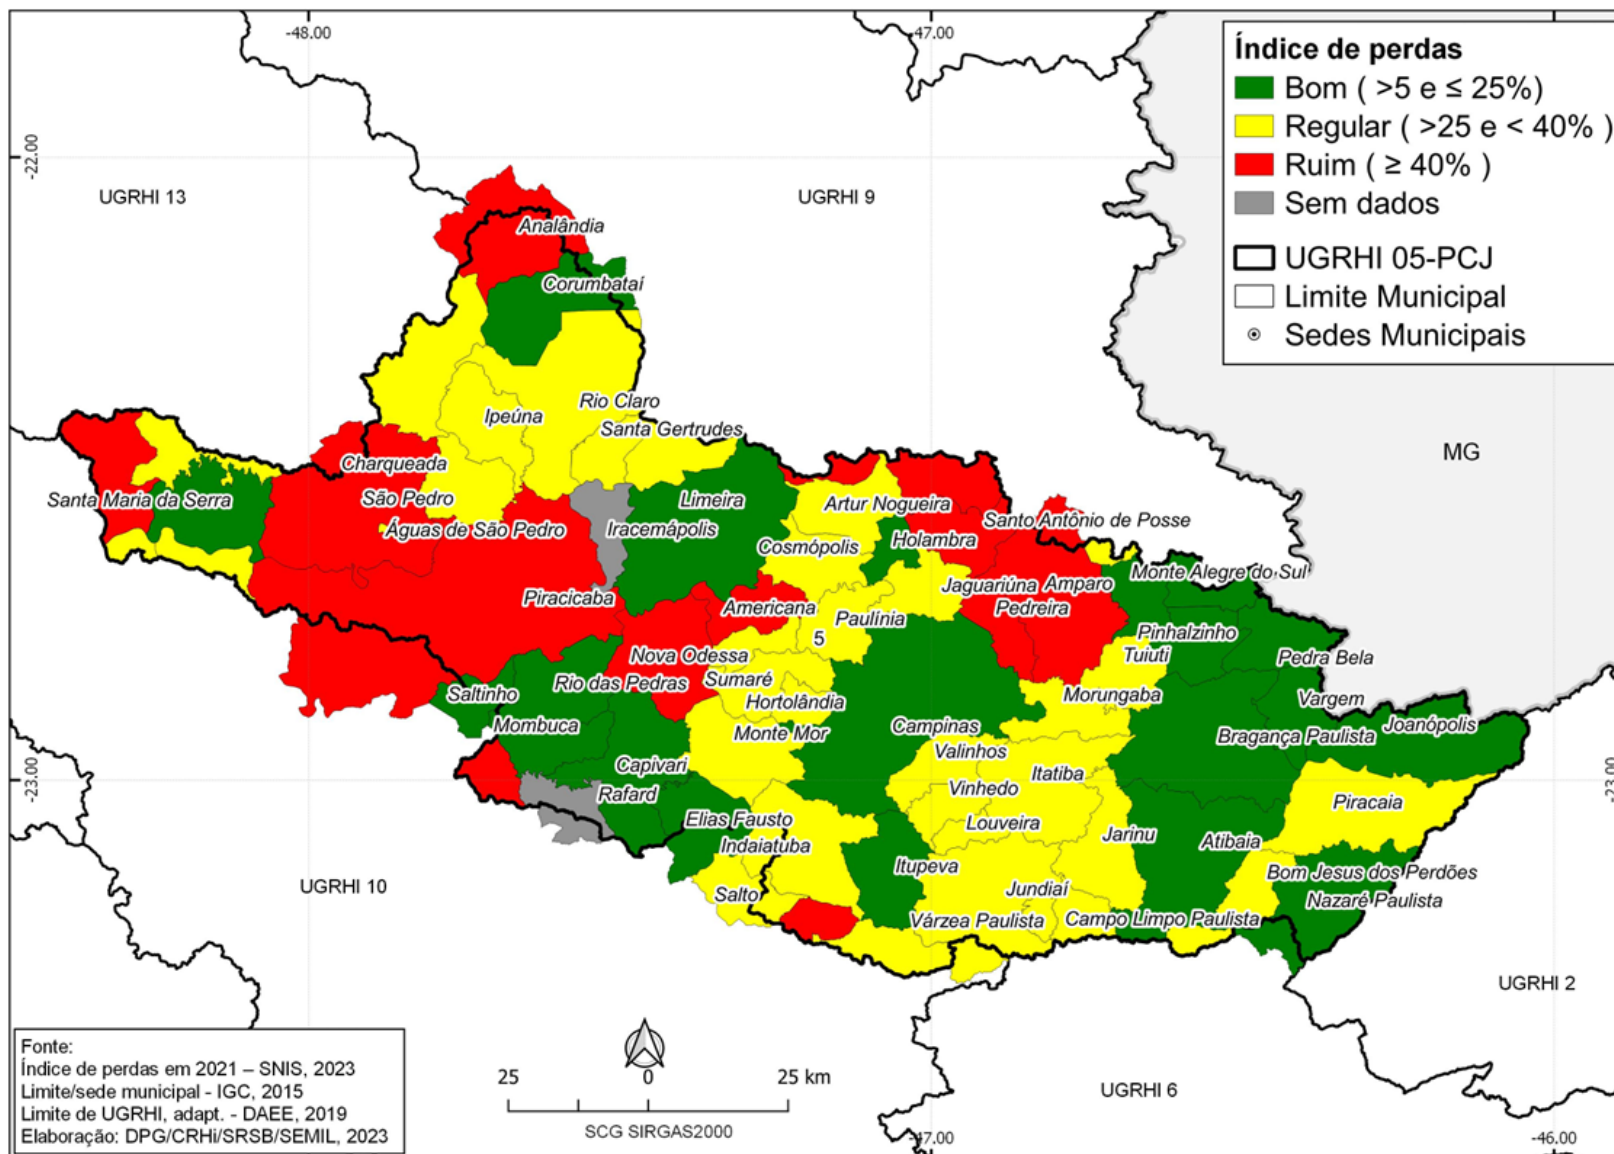 -48.00
-47.00
Índice de perdas
Bom ( >5 e ≤ 25%)
Regular ( >25 e < 40% )
Ruim ( ≥ 40% )
Sem dados
UGRHI 05-PCJ
Limite Municipal
Sedes Municipais
-22.00
UGRHI 13
UGRHI 9
Analândia
Corumbataí
Rio Claro
Ipeúna
Santa Gertrudes
MG
Charqueada
Santa Maria da Serra
São Pedro
Limeira
Artur Nogueira
Águas de São Pedro
Iracemápolis
Santo Antônio de Posse
Cosmópolis
Holambra
Monte Alegre do Sul
Jaguariúna
Amparo
Piracicaba
Americana
Pedreira
Paulínia
5
Pinhalzinho
Nova Odessa
Tuiuti
Pedra Bela
Saltinho
Rio das Pedras
Sumaré
Hortolândia
Morungaba
Vargem
Mombuca
Monte Mor
Campinas
Bragança Paulista
Joanópolis
Valinhos
Capivari
Itatiba
-23.00
-23.00
Rafard
Vinhedo
Piracaia
Elias Fausto
Louveira
Jarinu
Indaiatuba
Atibaia
Itupeva
Bom Jesus dos Perdões
UGRHI 10
Salto
Jundiaí
Nazaré Paulista
Várzea Paulista
Campo Limpo Paulista
UGRHI 2
Fonte:
Índice de perdas em 2021 – SNIS, 2023
Limite/sede municipal - IGC, 2015
Limite de UGRHI, adapt. - DAEE, 2019
Elaboração: DPG/CRHi/SRSB/SEMIL, 2023
25 0 25 km
SCG SIRGAS2000
UGRHI 6
-47.00
-46.00